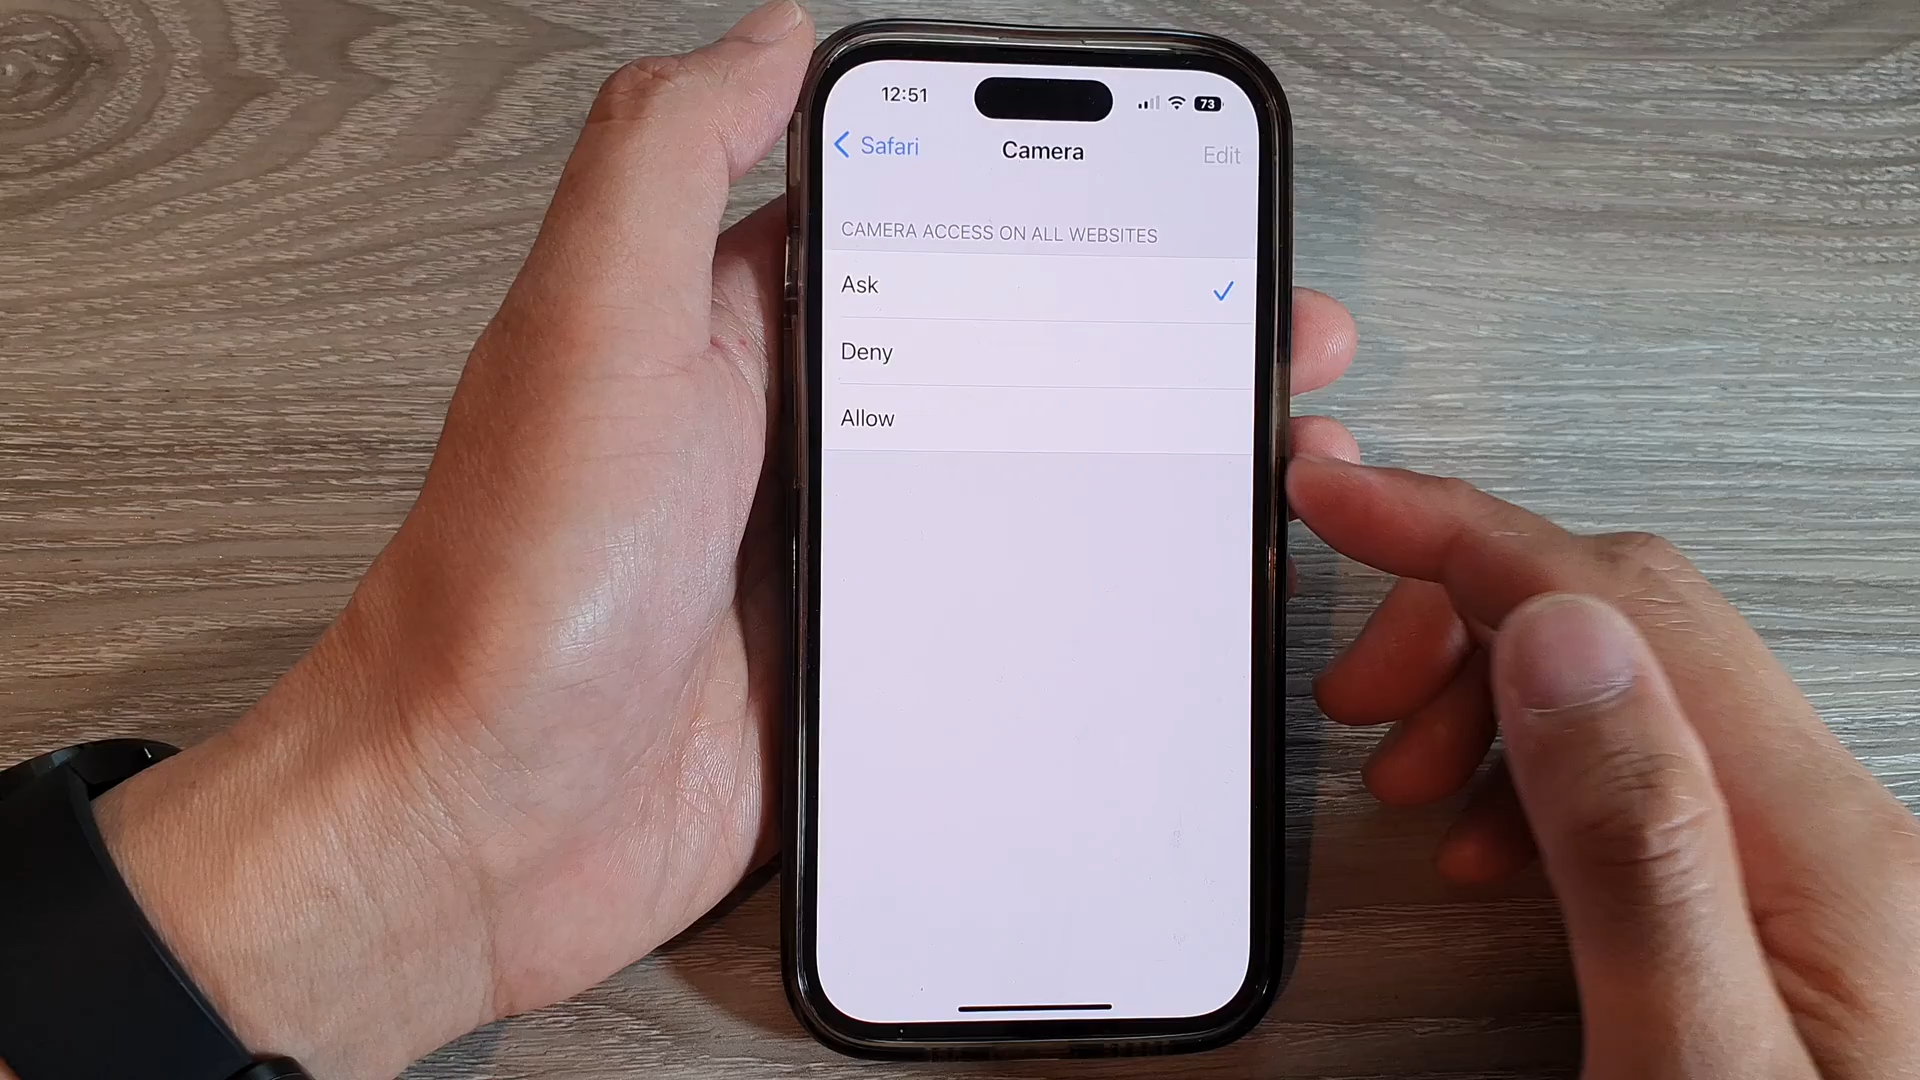 12:51
73
Safari
Camera
Edit
CAMERA ACCESS ON ALL WEBSITES
Ask
Deny
Allow